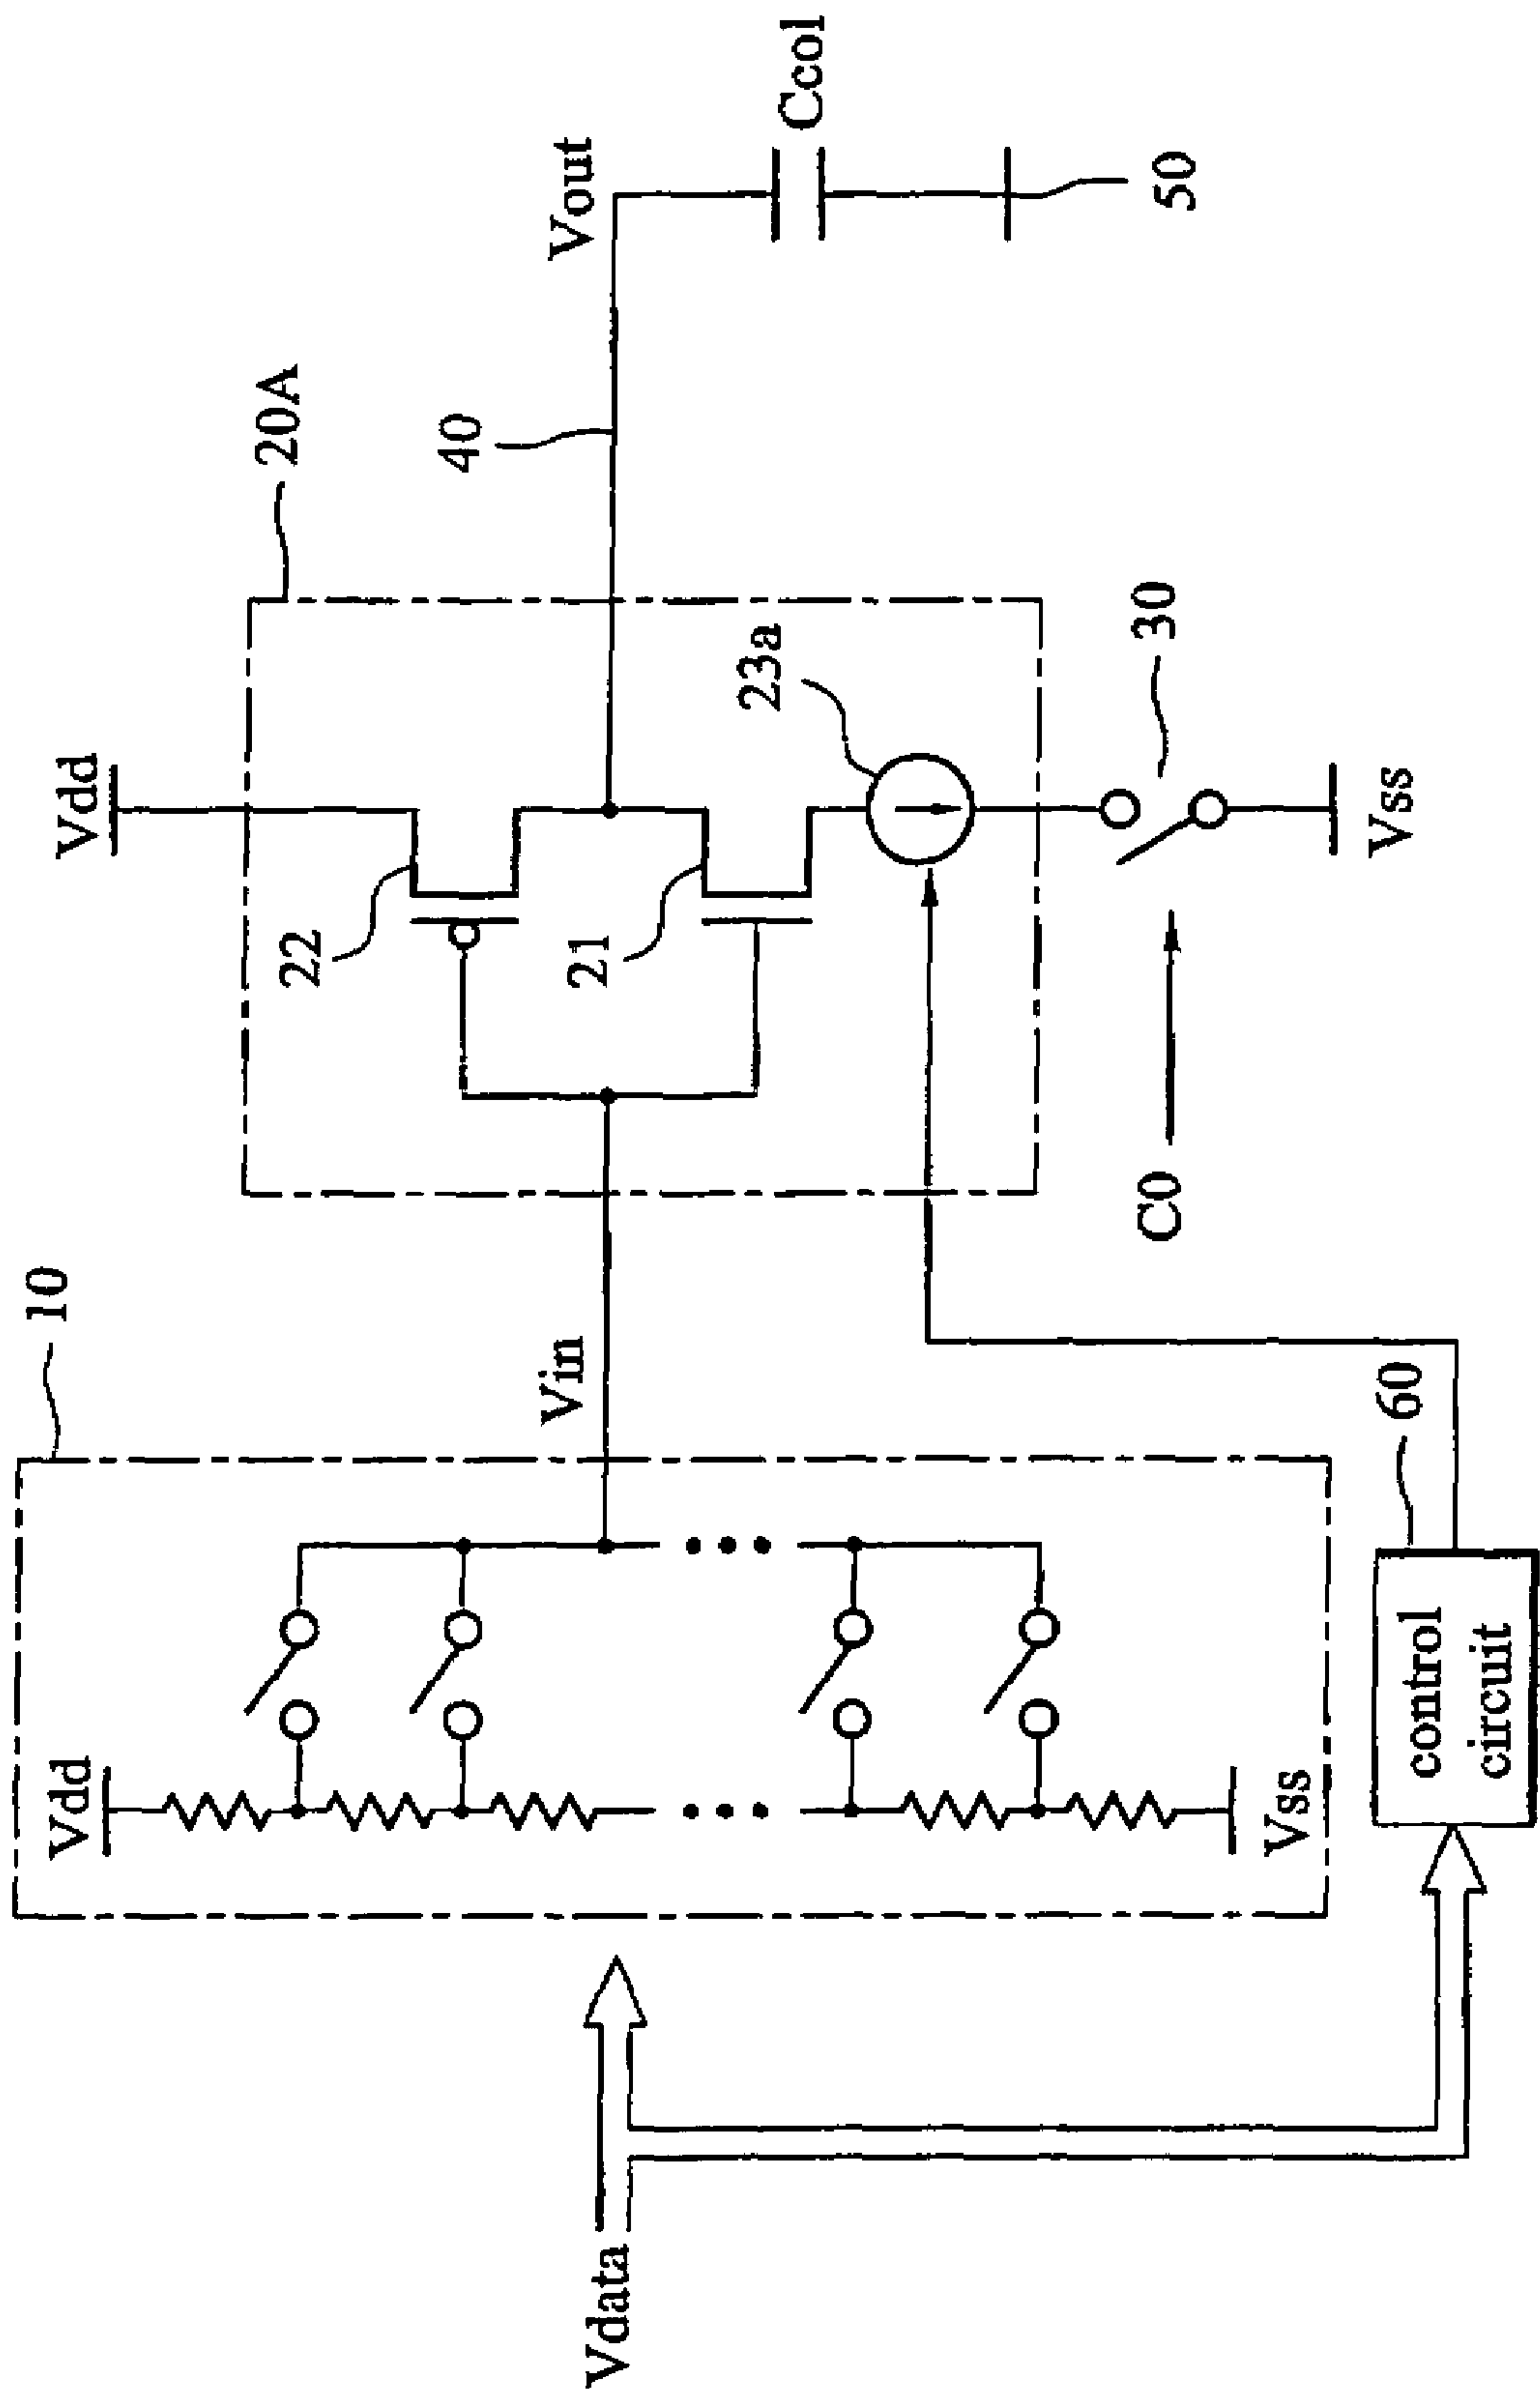 Vdata
10
Vdd
Vss
Vin
60
control
circuit
20A
Vdd
22
21
23a
C0
30
Vss
40
Vout
Ccol
50